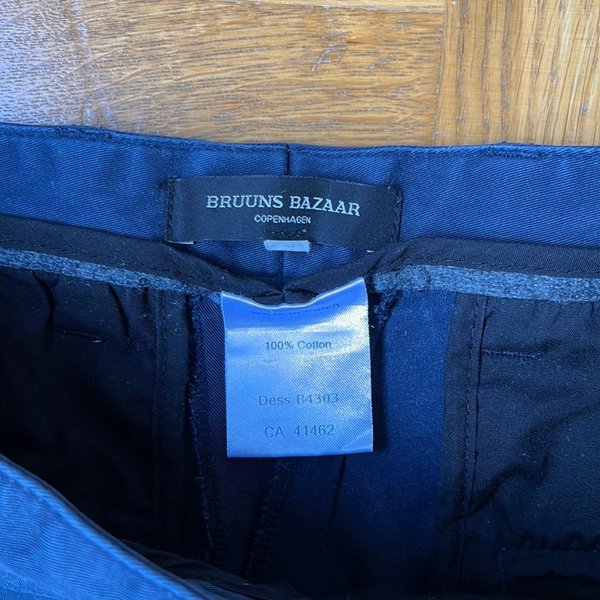 BRUUNS BAZAAR
COPENHAGEN
100% Cotton
Dess B4303
CA 41462